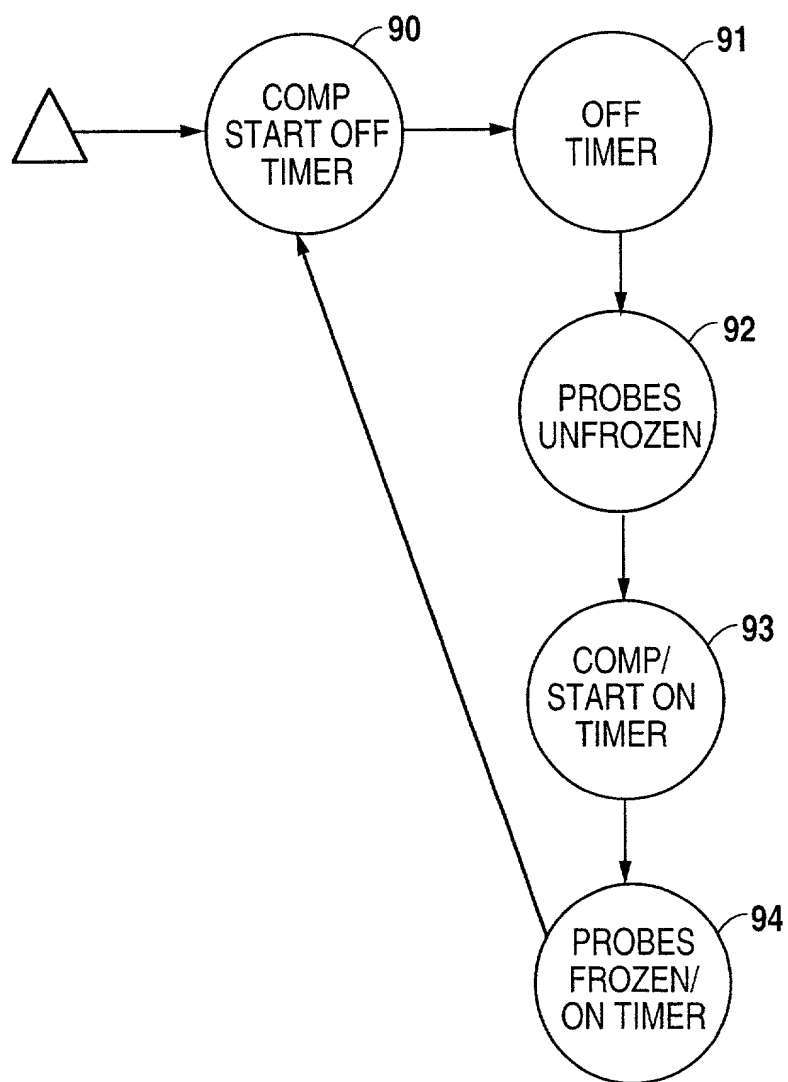 90
COMP
START OFF
TIMER
91
OFF
TIMER
92
PROBES
UNFROZEN
93
COMP/
START ON
TIMER
94
PROBES
FROZEN/
ON TIMER